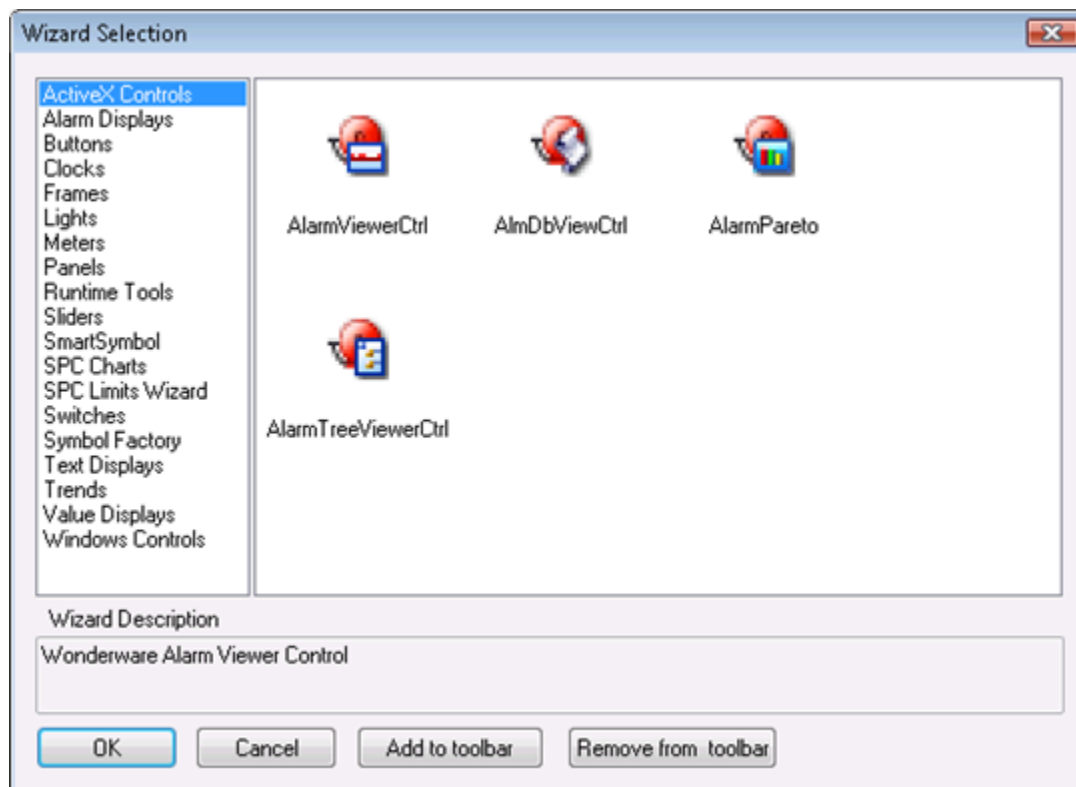 Wizard Selection
ActiveX Controls
Alarm Displays
Buttons
Clocks
Frames
Lights
Meters
Panels
Runtime Tools
Sliders
SmartSymbol
SPC Charts
SPC Limits Wizard
Switches
Symbol Factory
Text Displays
Trends
Value Displays
Windows Controls
AlarmViewerCtrl
AlmDbViewCtrl
AlarmPareto
AlarmTreeViewerCtrl
Wizard Description
Wonderware Alarm Viewer Control
OK
Cancel
Add to toolbar
Remove from toolbar